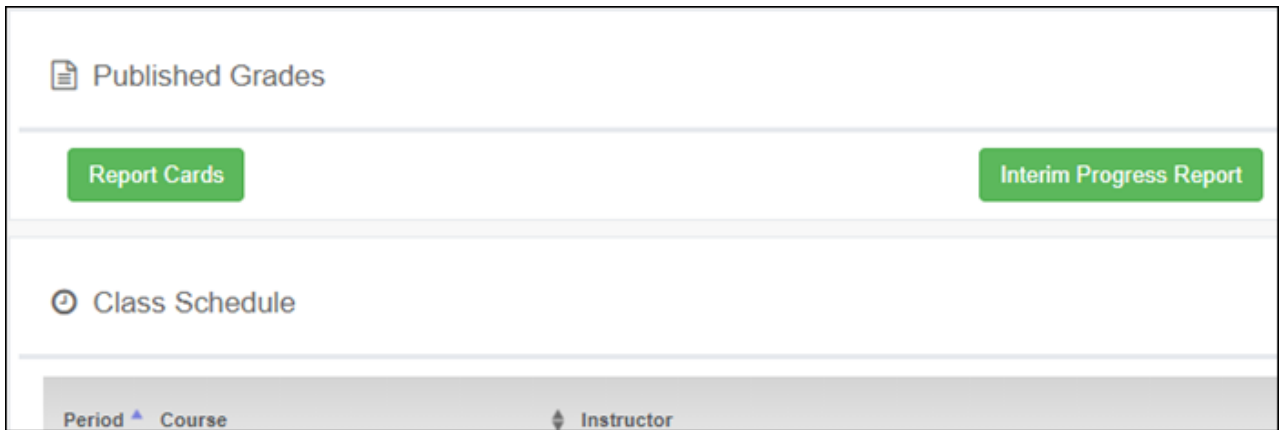 Published Grades
Report Cards Interim Progress Report
Class Schedule
Period Course Instructor